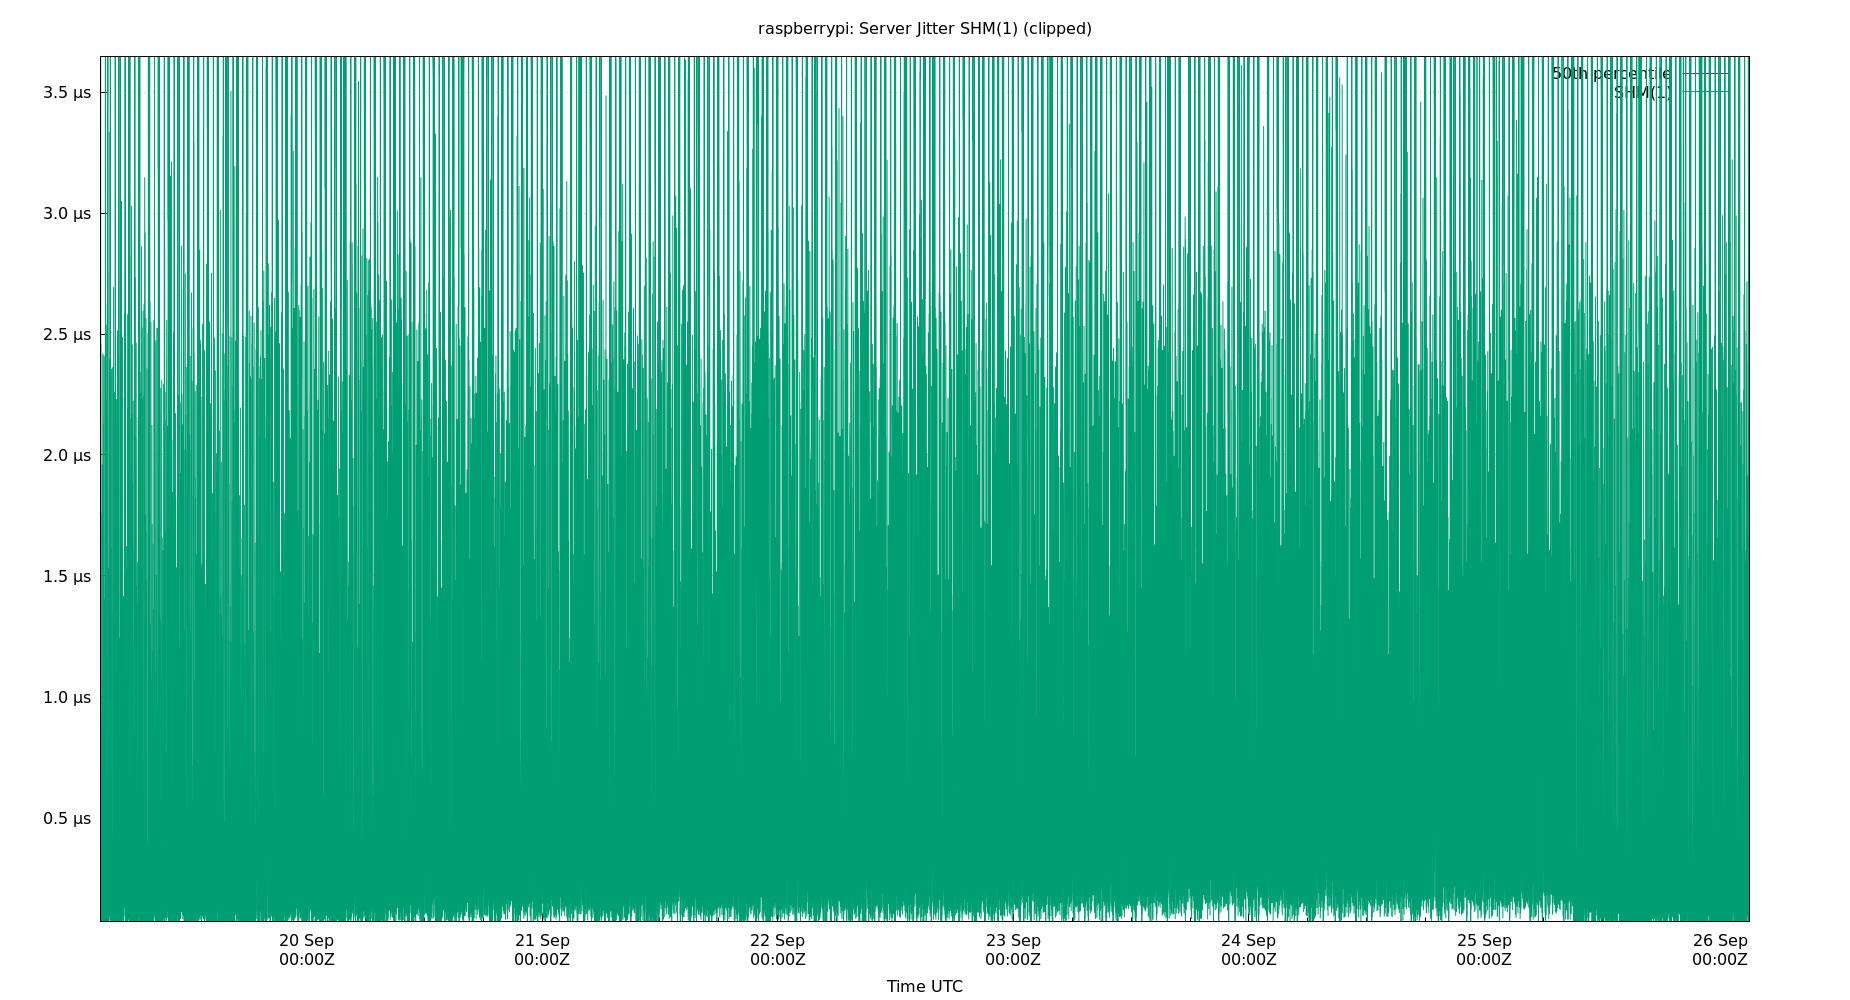 raspberrypi: Server Jitter SHM(1) (clipped)
50th percentile
SHM(1)
3.5 μs
3.0 μs
2.5 μs
2.0 μs
1.5 μs
1.0 μs
0.5 μs
20 Sep 21 Sep 22 Sep 23 Sep 24 Sep 25 Sep 26 Sep
00:00Z 00:00Z 00:00Z 00:00Z 00:00Z 00:00Z 00:00Z
Time UTC